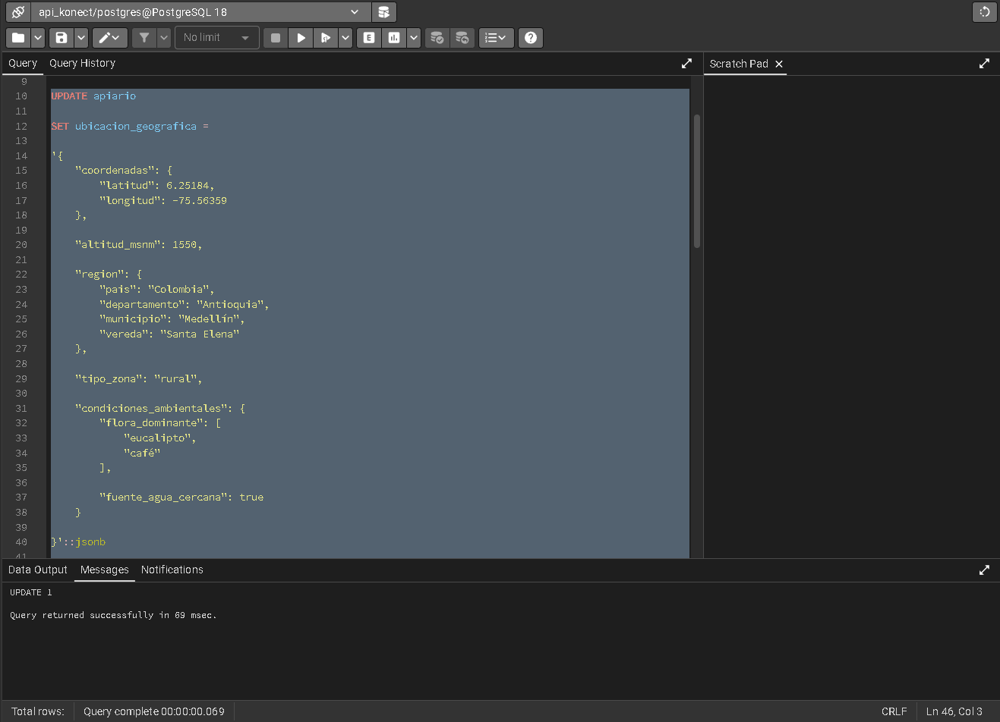 api_konect/postgres@PostgreSQL 18
No limit
Query Query History
Scratch Pad
9
10 UPDATE apiario
11
12 SET ubicacion_geografica =
13
14 '{
15 "coordenadas": {
16 "latitud": 6.25184,
17 "longitud": -75.56359
18 },
19
20 "altitud_msnm": 1550,
21
22 "region": {
23 "pais": "Colombia",
24 "departamento": "Antioquia",
25 "municipio": "Medellín",
26 "vereda": "Santa Elena"
27 },
28
29 "tipo_zona": "rural",
30
31 "condiciones_ambientales": {
32 "flora_dominante": [
33 "eucalipto",
34 "café"
35 ],
36
37 "fuente_agua_cercana": true
38 }
39
40 }'::jsonb
41
Data Output Messages Notifications
UPDATE 1
Query returned successfully in 69 msec.
Total rows: Query complete 00:00:00.069 CRLF Ln 46, Col 3